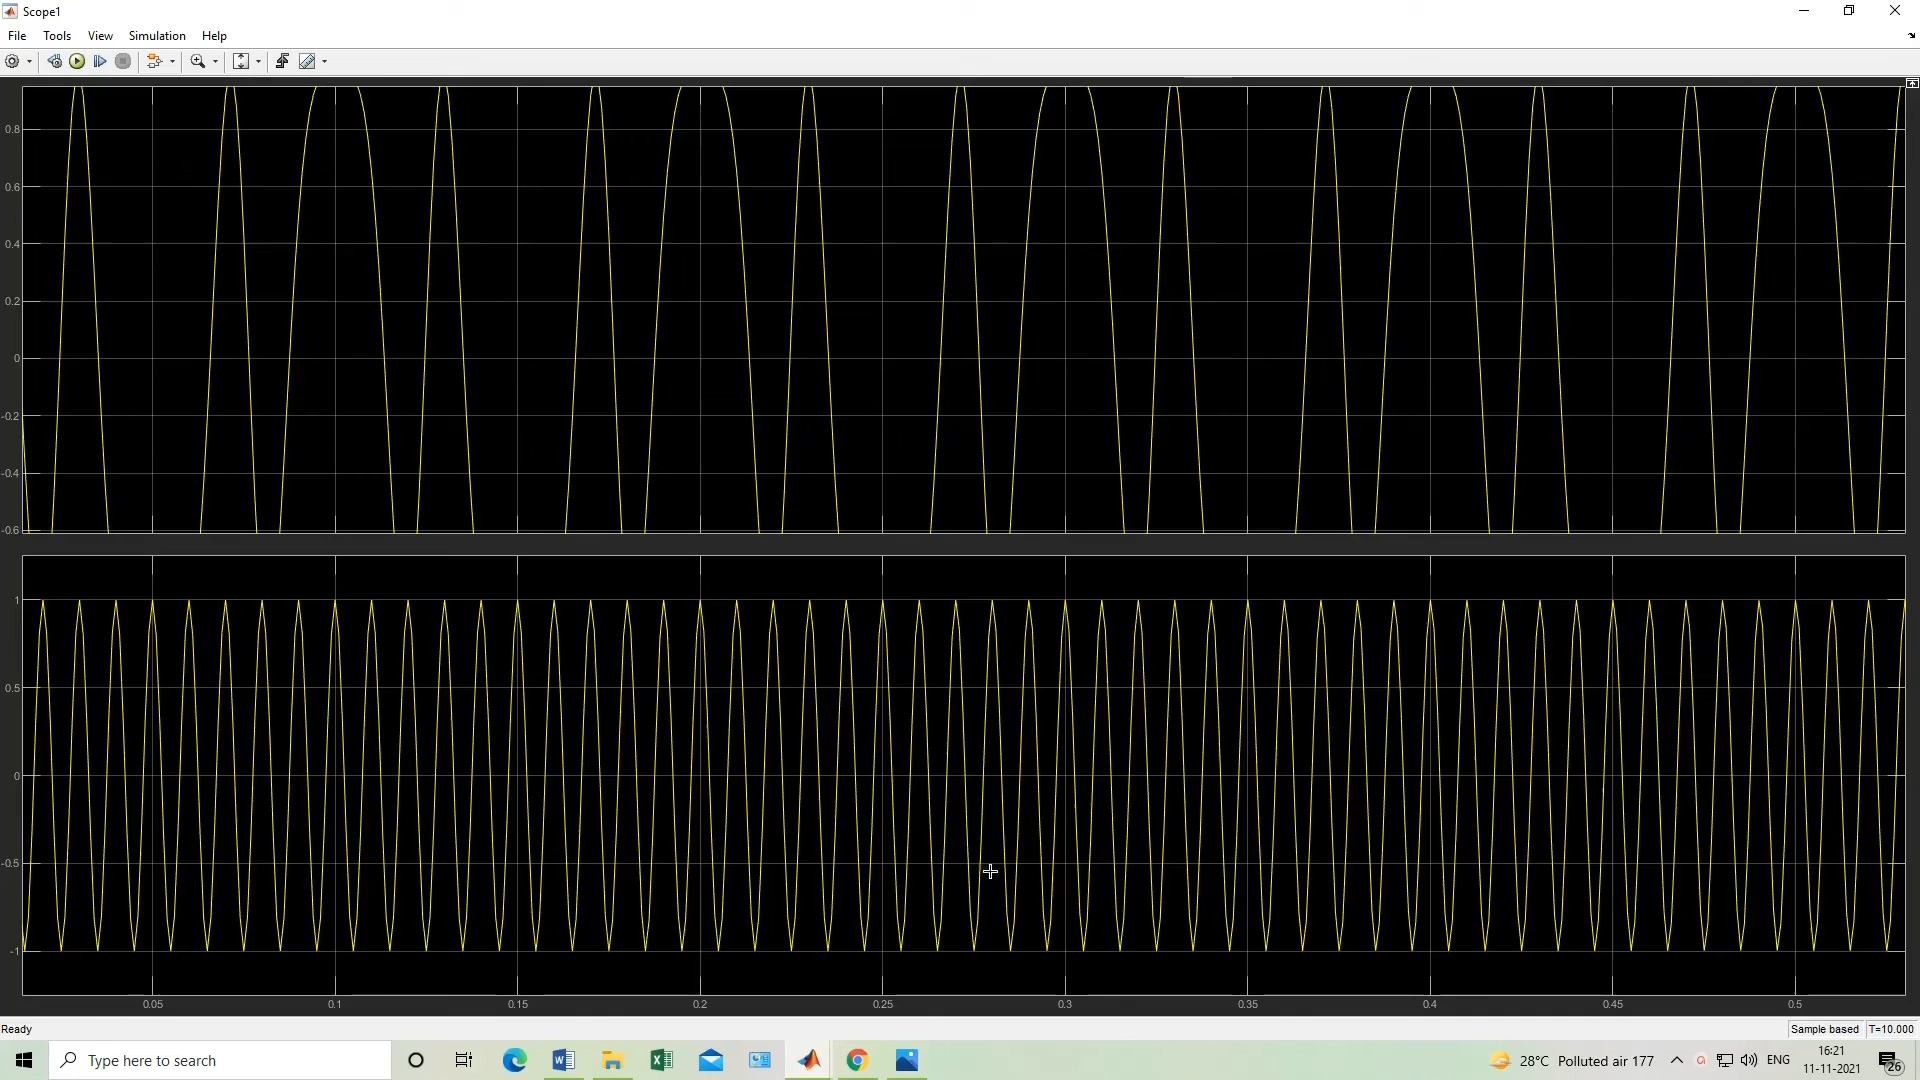 Scope1
File Tools View Simulation Help
0.8
0.6
0.4
0.2
0
-0.2
-0.4
-0.6
1
0.5
0
-0.5
-1
0.05 0.1 0.15 0.2 0.25 0.3 0.35 0.4 0.45 0.5
Ready Sample based T=10.000
Type here to search 28°C Polluted air 177 ENG 16:21
11-11-2021 26